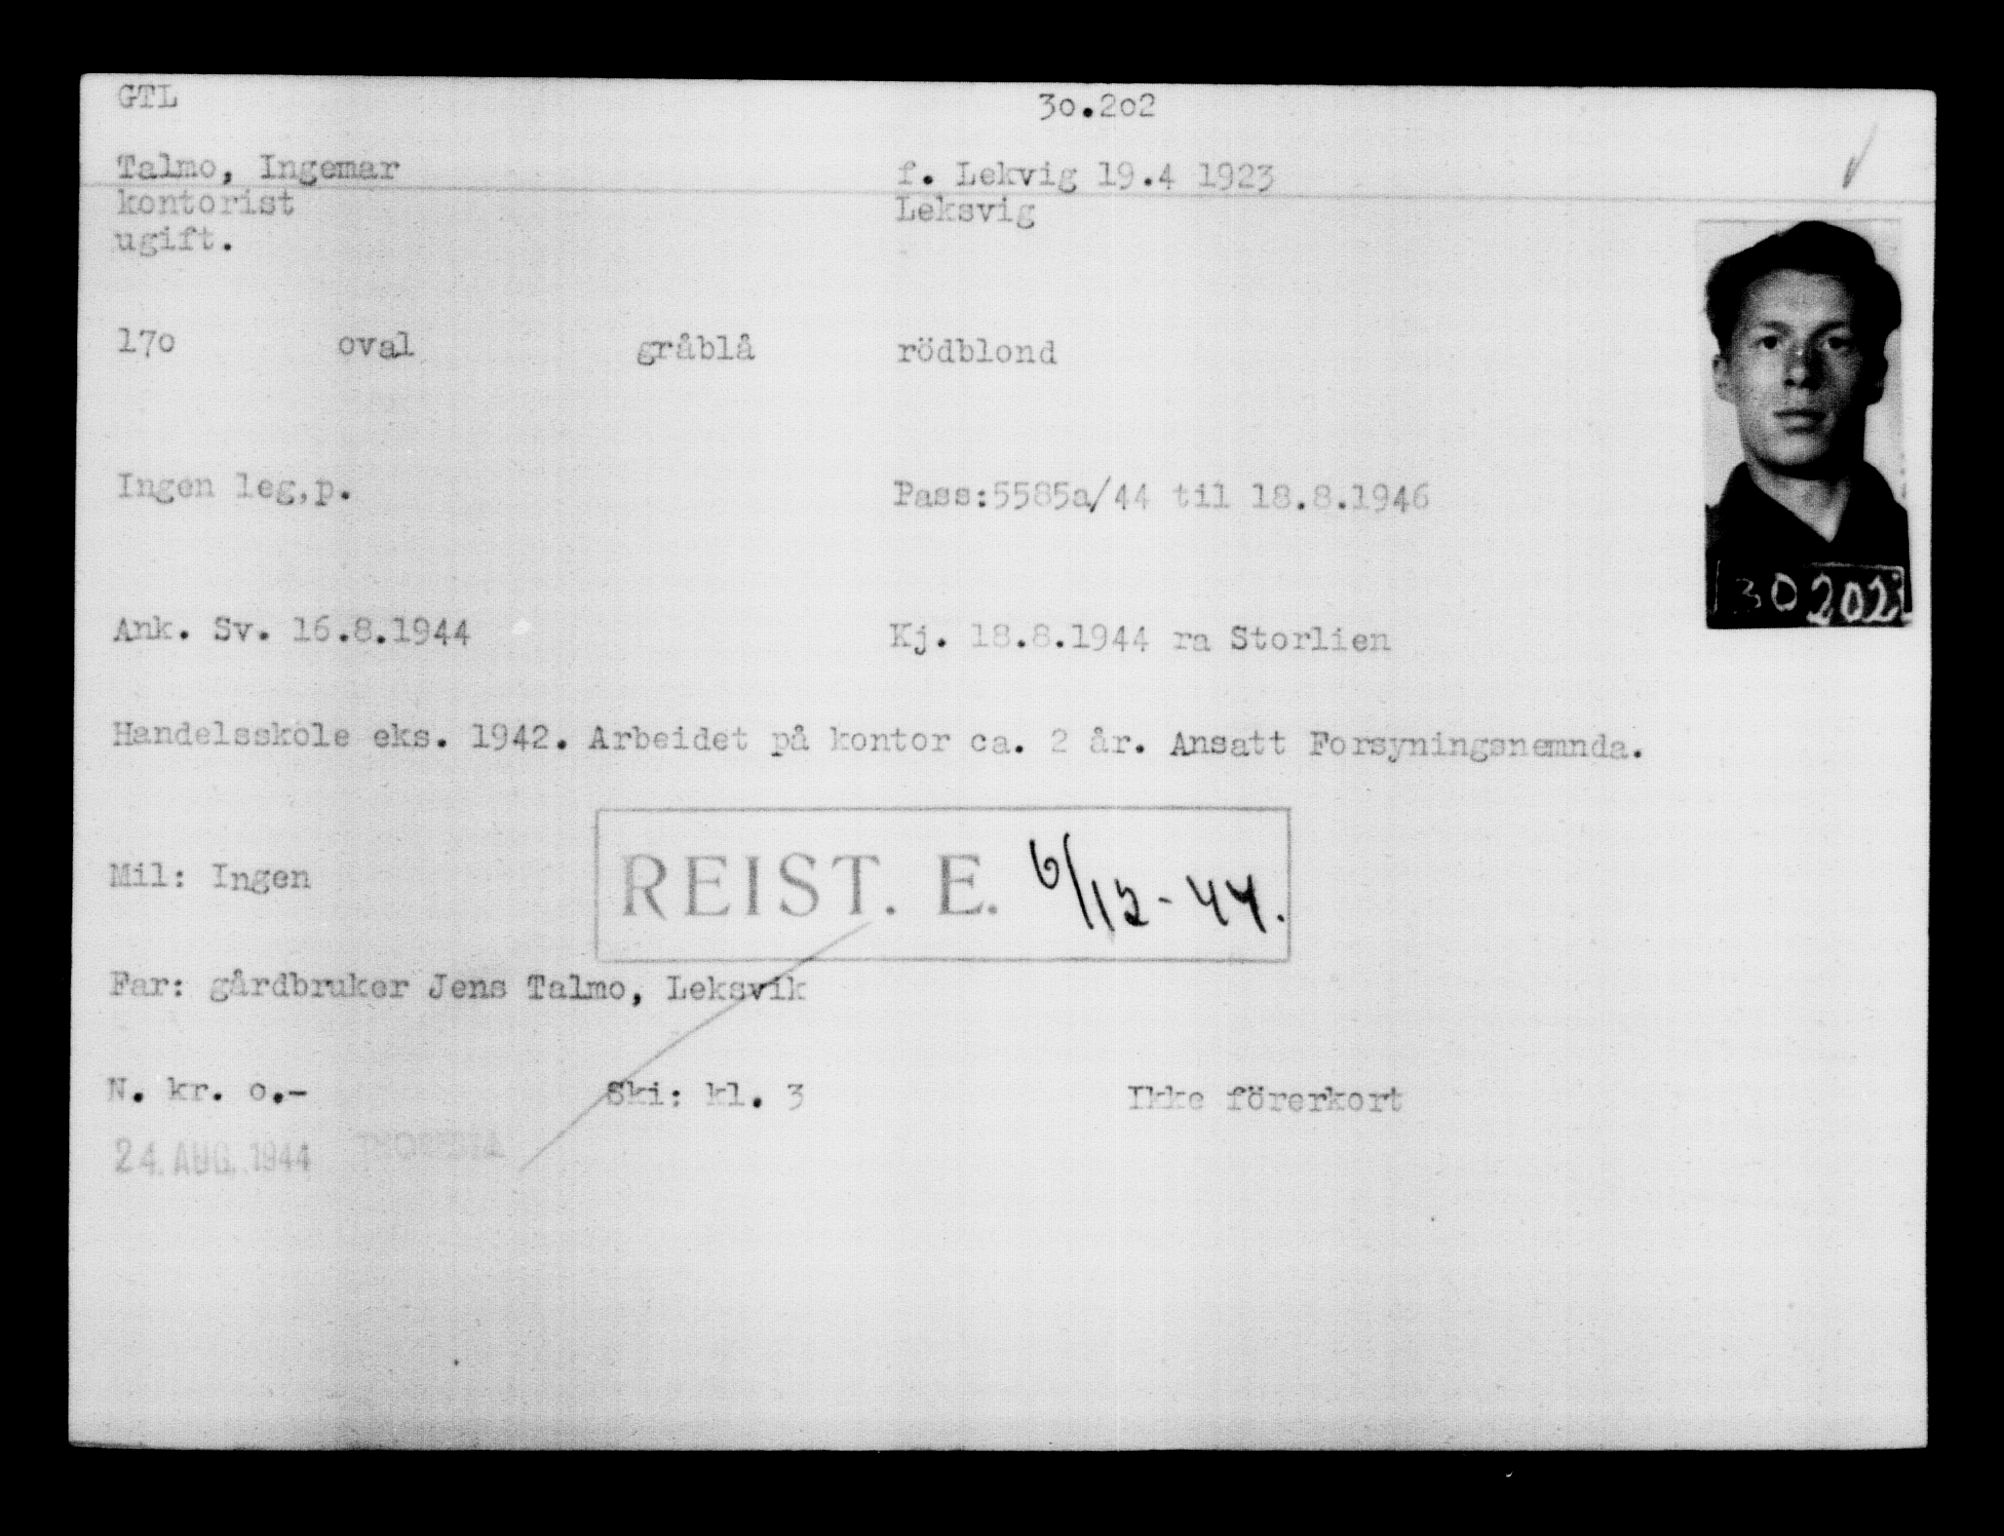 GTL 30.202
Talmo, Ingemar f. Lekvig 19.4 1923
kontorist Leksvig
ugift.
170 oval gråblå rödblond
Ingen leg,p. Pass:5585a/44 til 18.8.1946
30202
Ank. Sv. 16.8.1944 Kj. 18.8.1944 ra Storlien
Handelsskole eks. 1942. Arbeidet på kontor ca. 2 år. Ansatt Forsyningsnemnda.
Mil: Ingen REIST. E. 6/12-44.
Far: gårdbruker Jens Talmo, Leksvik
N. kr. o.- Ski: kl. 3 Ikke förerkort
24. AUG. 1944